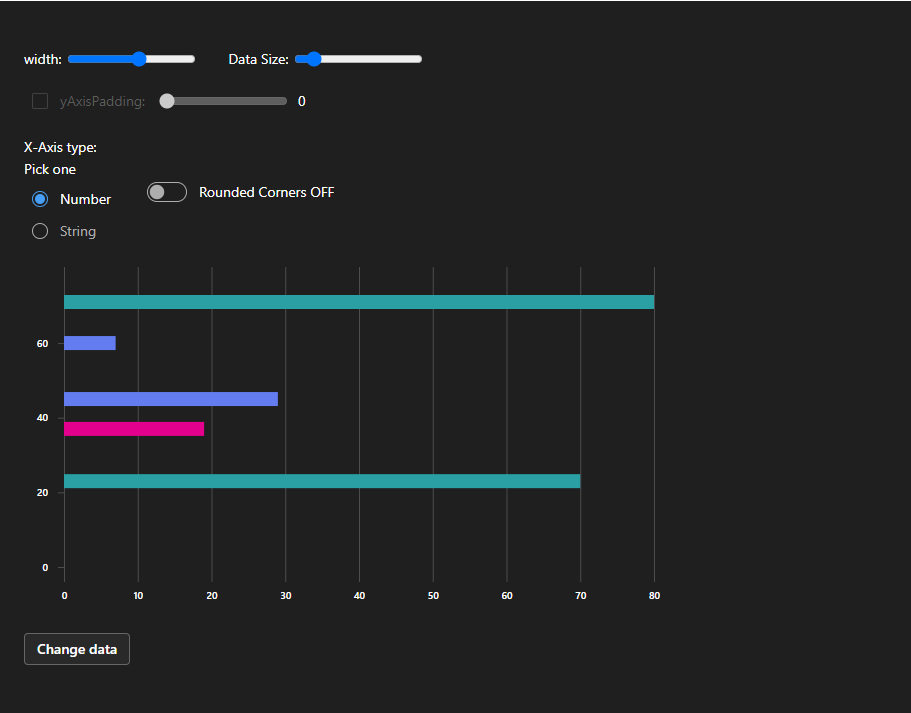 width: Data Size:
yAxisPadding: 0
X-Axis type:
Pick one
Number
Rounded Corners OFF
String
60
40
20
0
0 10 20 30 40 50 60 70 80
Change data